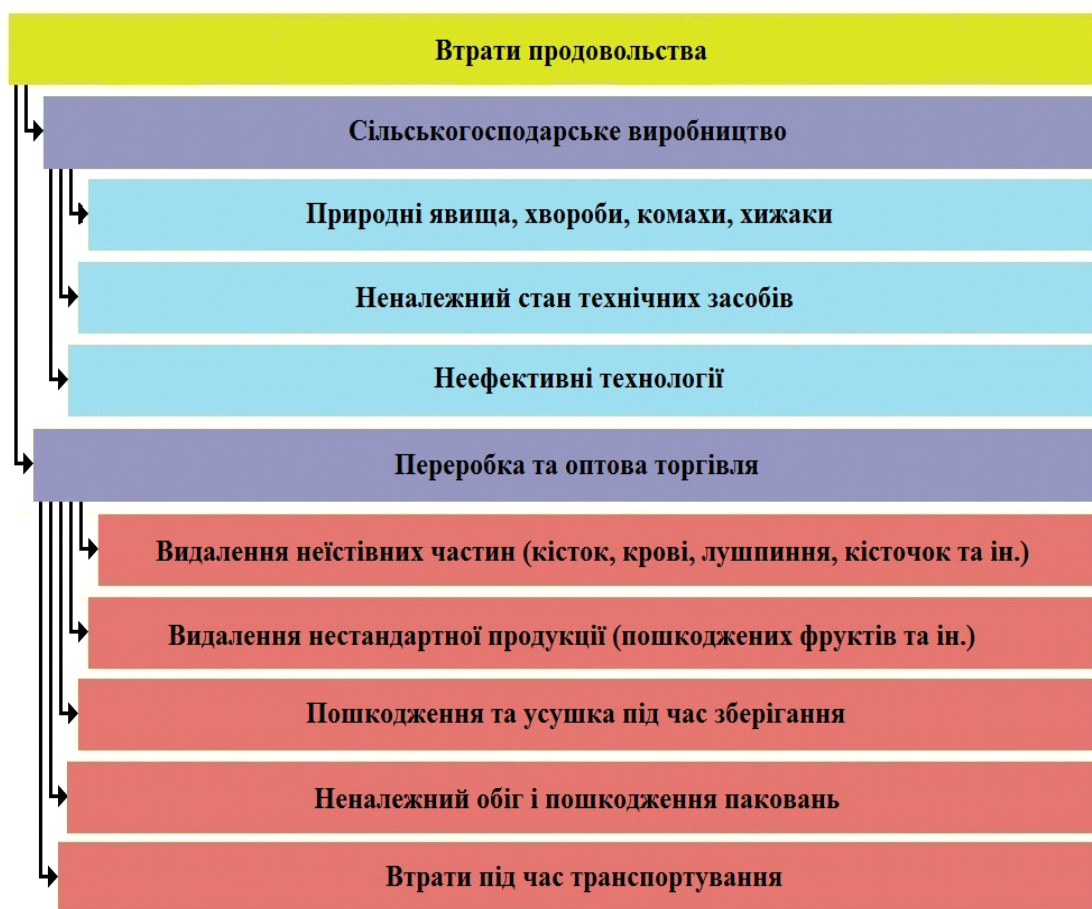 Втрати продовольства
Сільськогосподарське виробництво
Природні явища, хвороби, комахи, хижаки
Неналежний стан технічних засобів
Неефективні технології
Переробка та оптова торгівля
Видалення неїстівних частин (кісток, крові, лушпиння, кісточок та ін.)
Видалення нестандартної продукції (пошкоджених фруктів та ін.)
Пошкодження та усушка під час зберігання
Неналежний обіг і пошкодження паковань
Втрати під час транспортування